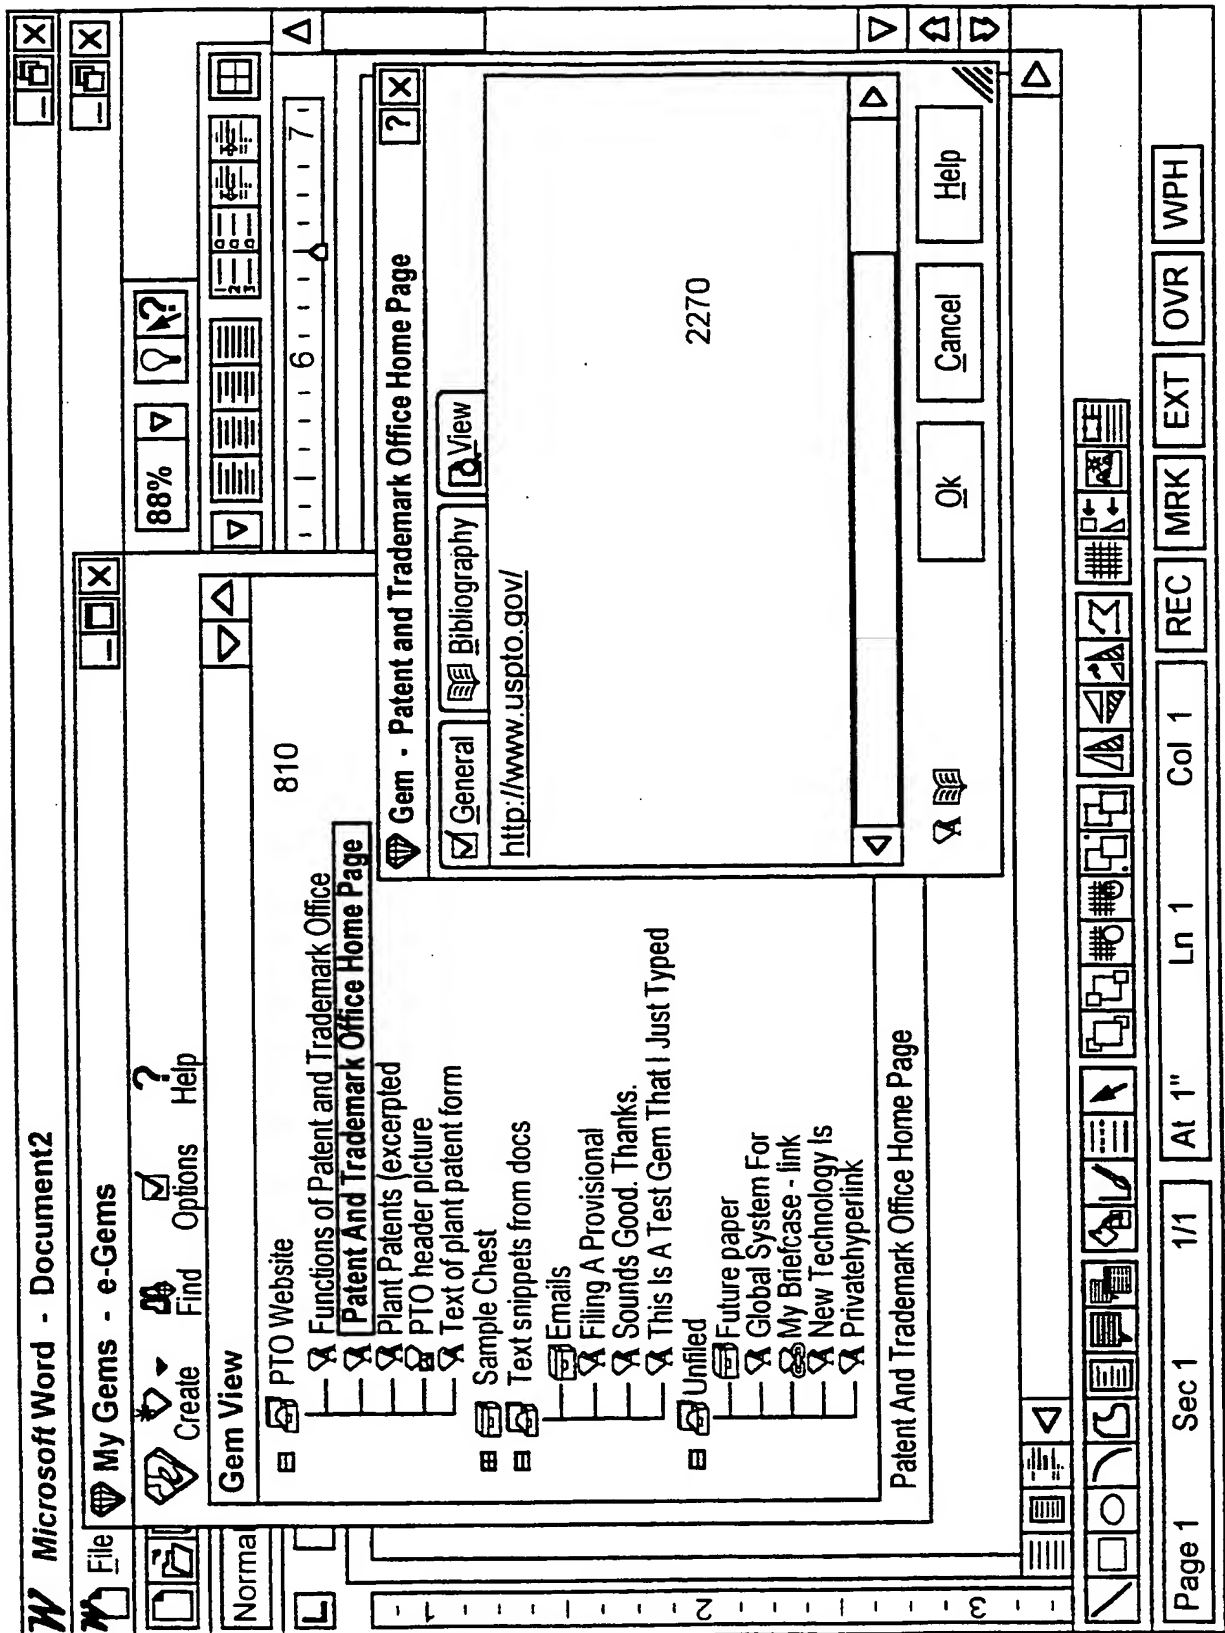 W Microsoft Word - Document2
File
My Gems - e-Gems
Create
Find
Options
Help
88%
Norma
Gem View
6
7
PTO Website
810
Functions of Patent and Trademark Office
Patent And Trademark Office Home Page
Plant Patents (excerpted
PTO header picture
Text of plant patent form
Sample Chest
Text snippets from docs
Emails
Filing A Provisional
Sounds Good. Thanks.
This Is A Test Gem That I Just Typed
Unfiled
Future paper
Global System For
My Briefcase - link
New Technology Is
Privatehyperlink
Patent And Trademark Office Home Page
Gem - Patent and Trademark Office Home Page
General
Bibliography
View
http://www.uspto.gov/
2270
Ok
Cancel
Help
1
2
3
Page 1 Sec 1 1/1 At 1" Ln 1 Col 1 REC MRK EXT OVR WPH